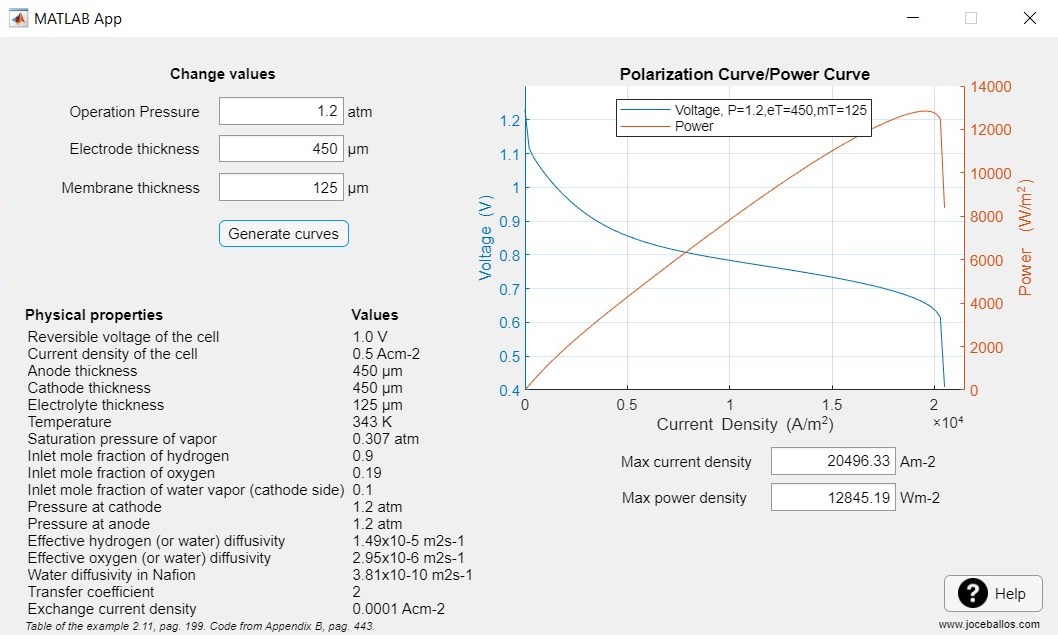 MATLAB App
Change values
Operation Pressure 1.2 atm
Electrode thickness 450 µm
Membrane thickness 125 µm
Generate curves
Physical properties Values
Reversible voltage of the cell 1.0 V
Current density of the cell 0.5 Acm-2
Anode thickness 450 µm
Cathode thickness 450 µm
Electrolyte thickness 125 µm
Temperature 343 K
Saturation pressure of vapor 0.307 atm
Inlet mole fraction of hydrogen 0.9
Inlet mole fraction of oxygen 0.19
Inlet mole fraction of water vapor (cathode side) 0.1
Pressure at cathode 1.2 atm
Pressure at anode 1.2 atm
Effective hydrogen (or water) diffusivity 1.49x10-5 m2s-1
Effective oxygen (or water) diffusivity 2.95x10-6 m2s-1
Water diffusivity in Nafion 3.81x10-10 m2s-1
Transfer coefficient 2
Exchange current density 0.0001 Acm-2
Table of the example 2.11, pag. 199. Code from Appendix B, pag. 443.
Polarization Curve/Power Curve
Voltage, P=1.2,eT=450,mT=125
Power
Voltage (V)
1.2
1.1
1
0.9
0.8
0.7
0.6
0.5
0.4
14000
12000
10000
8000
6000
4000
2000
0
Power (W/m²)
0 0.5 1 1.5 2
×10⁴
Current Density (A/m²)
Max current density 20496.33 Am-2
Max power density 12845.19 Wm-2
? Help
www.joceballos.com